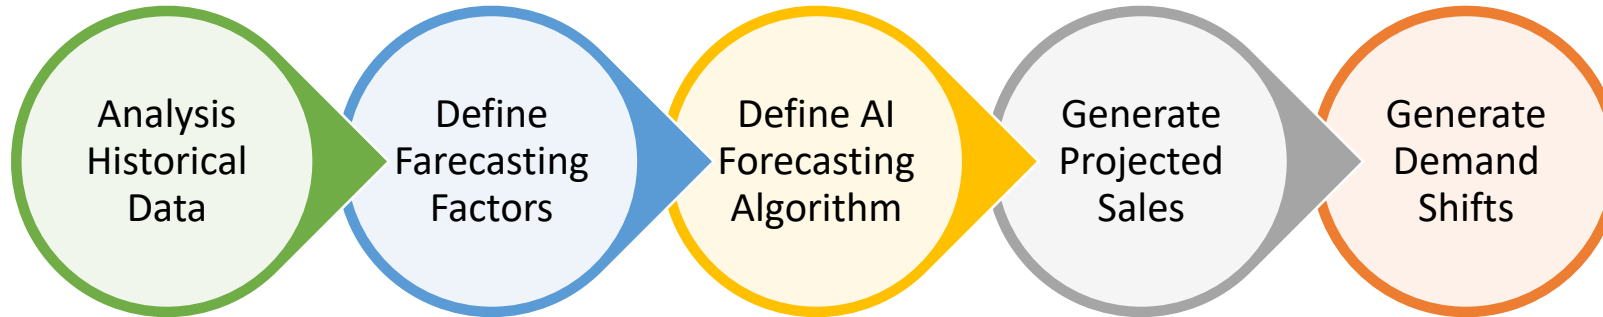 Analysis
Historical
Data
Define
Farecasting
Factors
Define AI
Forecasting
Algorithm
Generate
Projected
Sales
Generate
Demand
Shifts